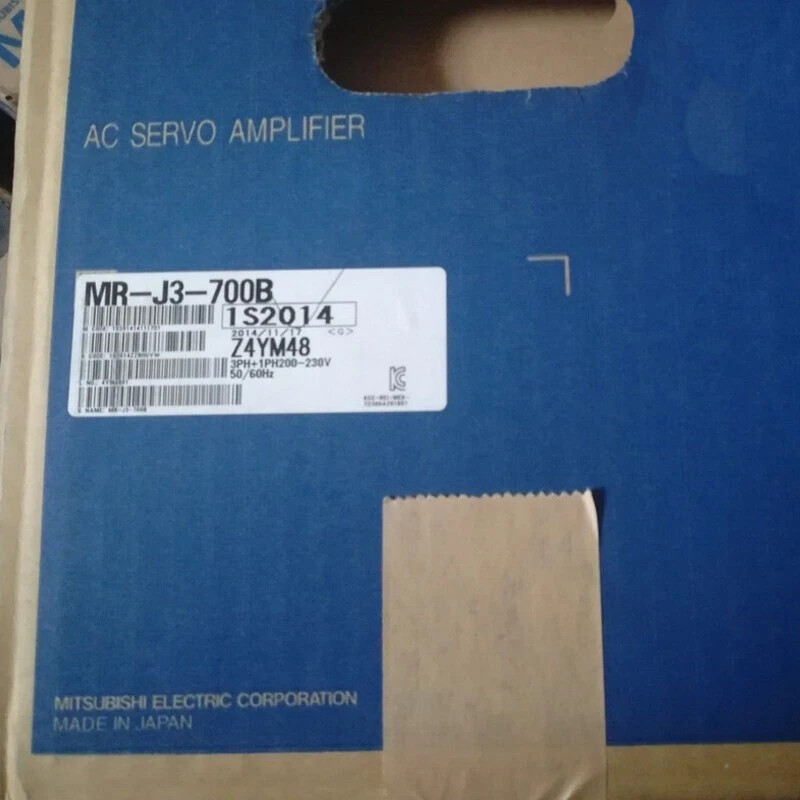 AC SERVO AMPLIFIER
MR-J3-700B
1S2014
2014/11/17 <G>
Z4YM48
3PH+1PH200-230V
50/60Hz
MITSUBISHI ELECTRIC CORPORATION
MADE IN JAPAN